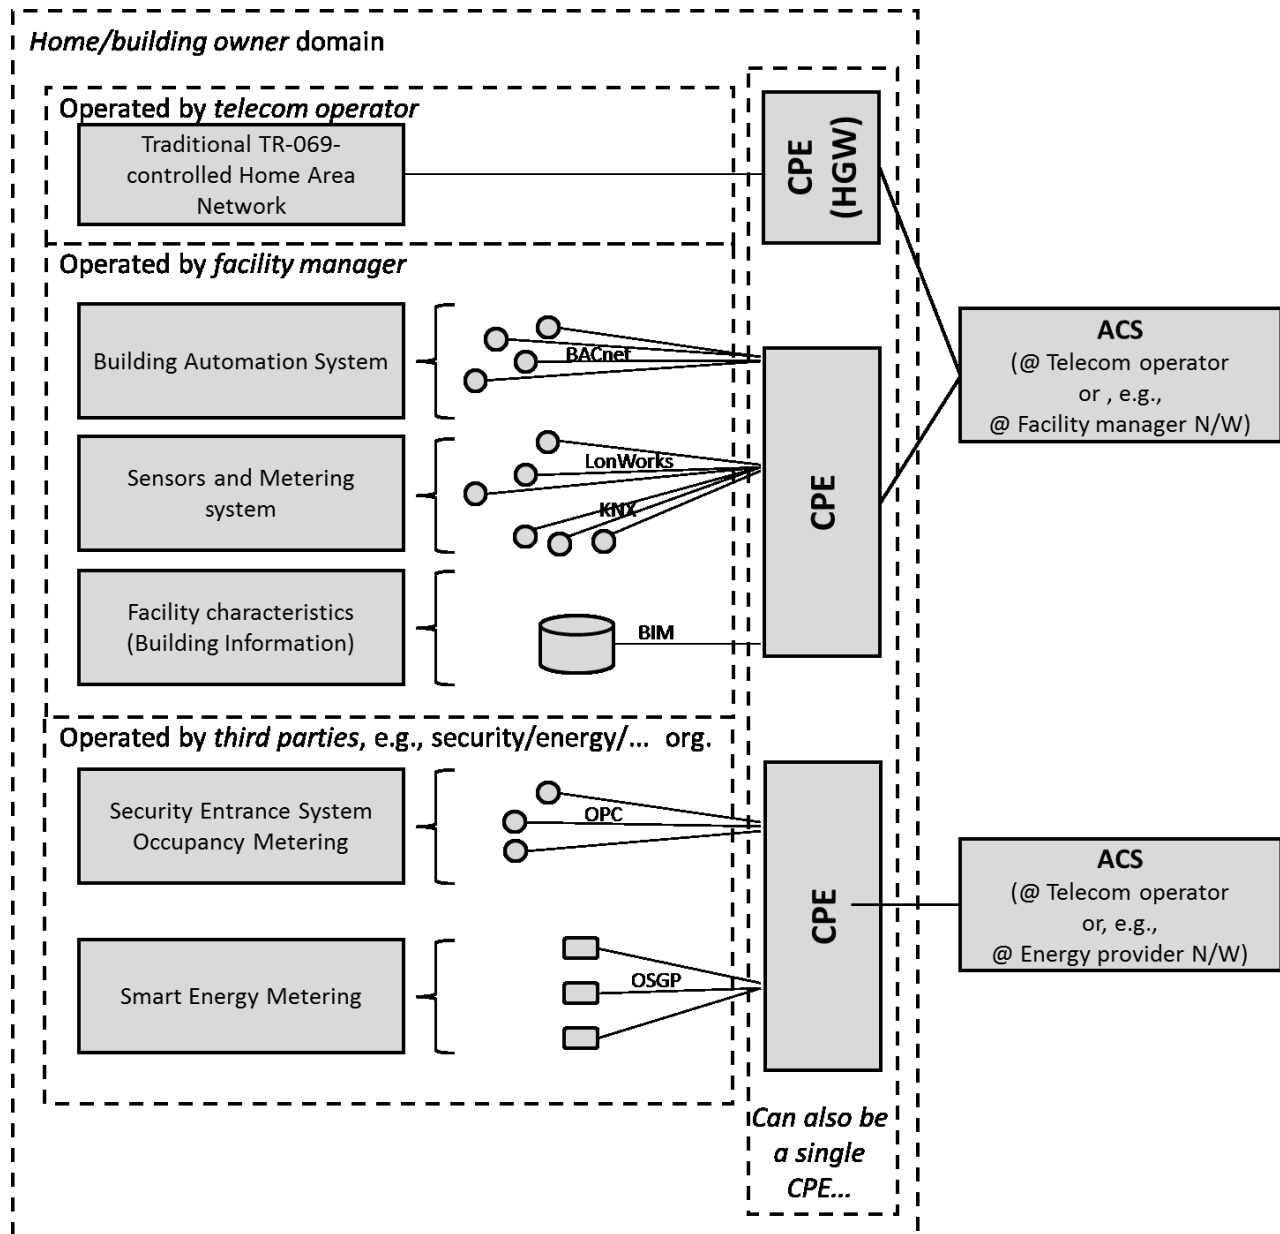 Home/building owner domain
Operated by telecom operator
Traditional TR-069-
controlled Home Area
Network
CPE
(HGW)
Operated by facility manager
Building Automation System
BACnet
Sensors and Metering
system
LonWorks
KNX
Facility characteristics
(Building Information)
BIM
CPE
ACS
(@ Telecom operator
or , e.g.,
@ Facility manager N/W)
Operated by third parties, e.g., security/energy/... org.
Security Entrance System
Occupancy Metering
OPC
Smart Energy Metering
OSGP
CPE
ACS
(@ Telecom operator
or, e.g.,
@ Energy provider N/W)
Can also be
a single
CPE...